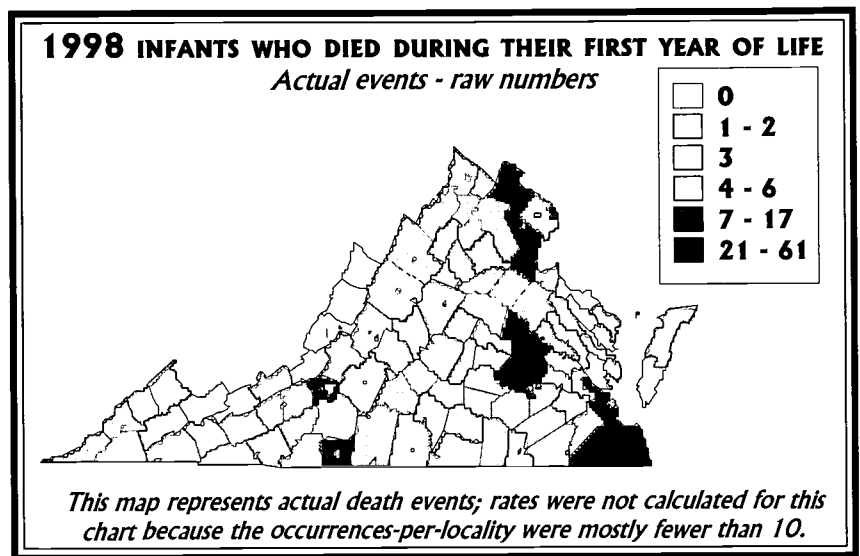 1998 INFANTS WHO DIED DURING THEIR FIRST YEAR OF LIFE
Actual events - raw numbers
0
1 - 2
3
4 - 6
7 - 17
21 - 61
This map represents actual death events; rates were not calculated for this
chart because the occurrences-per-locality were mostly fewer than 10.